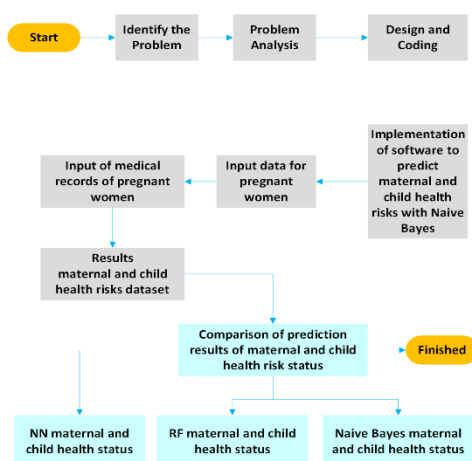 Start
Identify the
Problem
Problem
Analysis
Design and
Coding
Implementation
of software to
predict
maternal and
child health
risks with Naive
Bayes
Input data for
pregnant
women
Input of medical
records of pregnant
women
Results
maternal and child
health risks dataset
Comparison of prediction
results of maternal and child
health risk status
Finished
NN maternal and
child health status
RF maternal and child
health status
Naive Bayes maternal
and child health status